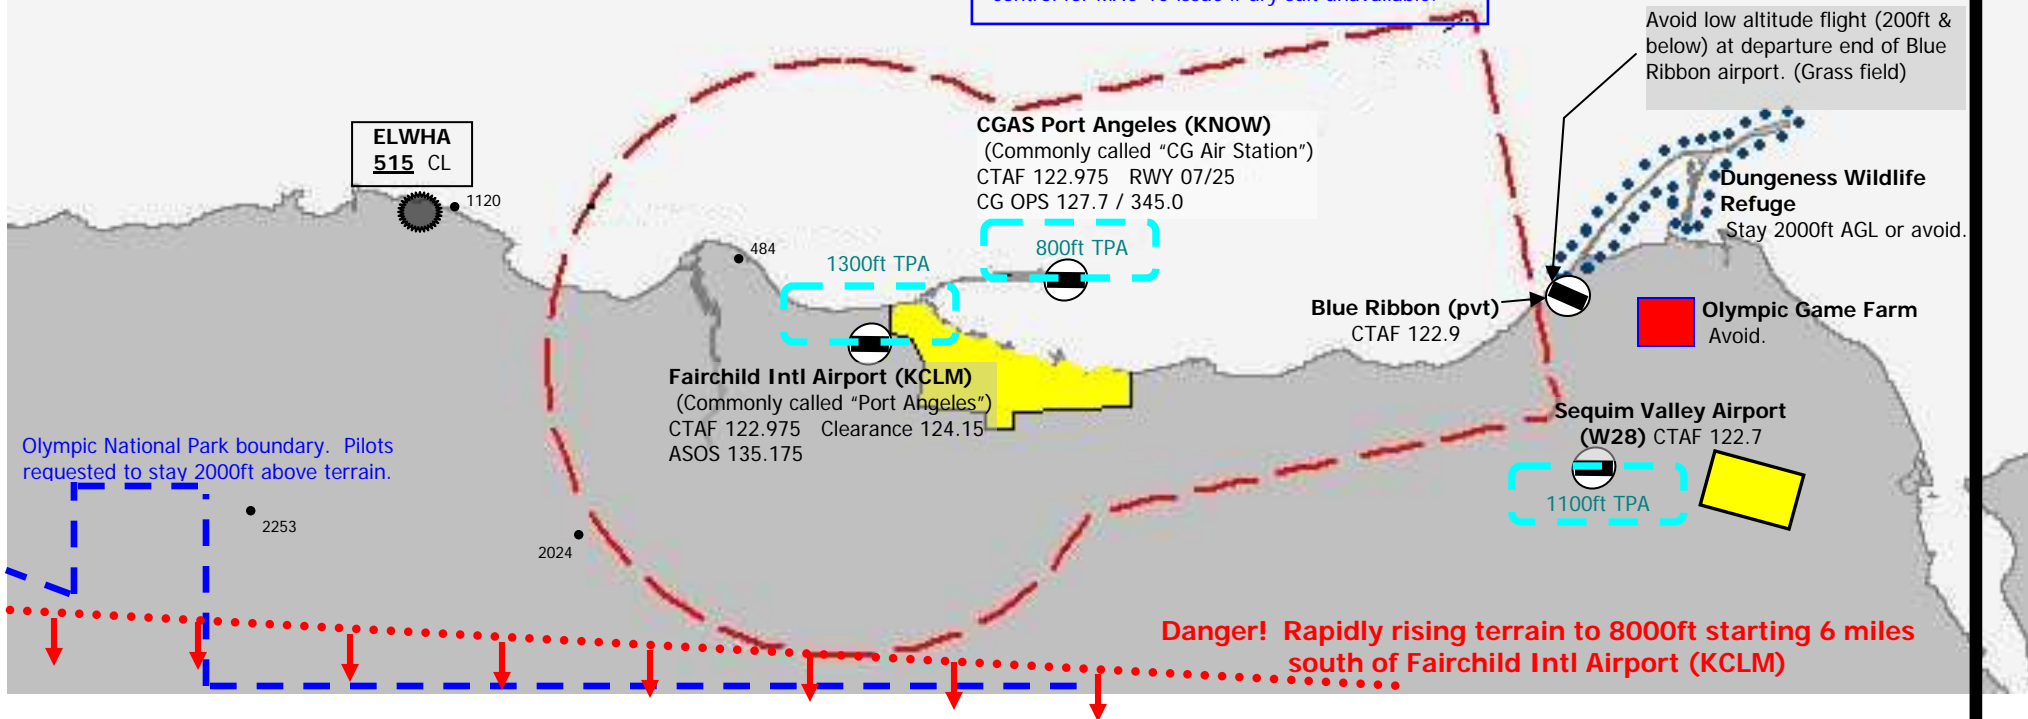 Avoid low altitude flight (200ft &
below) at departure end of Blue
Ribbon airport. (Grass field)
ELWHA
515 CL
1120
CGAS Port Angeles (KNOW)
(Commonly called “CG Air Station”)
CTAF 122.975 RWY 07/25
CG OPS 127.7 / 345.0
800ft TPA
484
1300ft TPA
Dungeness Wildlife
Refuge
Stay 2000ft AGL or avoid.
Blue Ribbon (pvt)
CTAF 122.9
Olympic Game Farm
Avoid.
Fairchild Intl Airport (KCLM)
(Commonly called “Port Angeles”)
CTAF 122.975 Clearance 124.15
ASOS 135.175
Sequim Valley Airport
(W28) CTAF 122.7
1100ft TPA
Olympic National Park boundary. Pilots
requested to stay 2000ft above terrain.
2253
2024
Danger! Rapidly rising terrain to 8000ft starting 6 miles
south of Fairchild Intl Airport (KCLM)